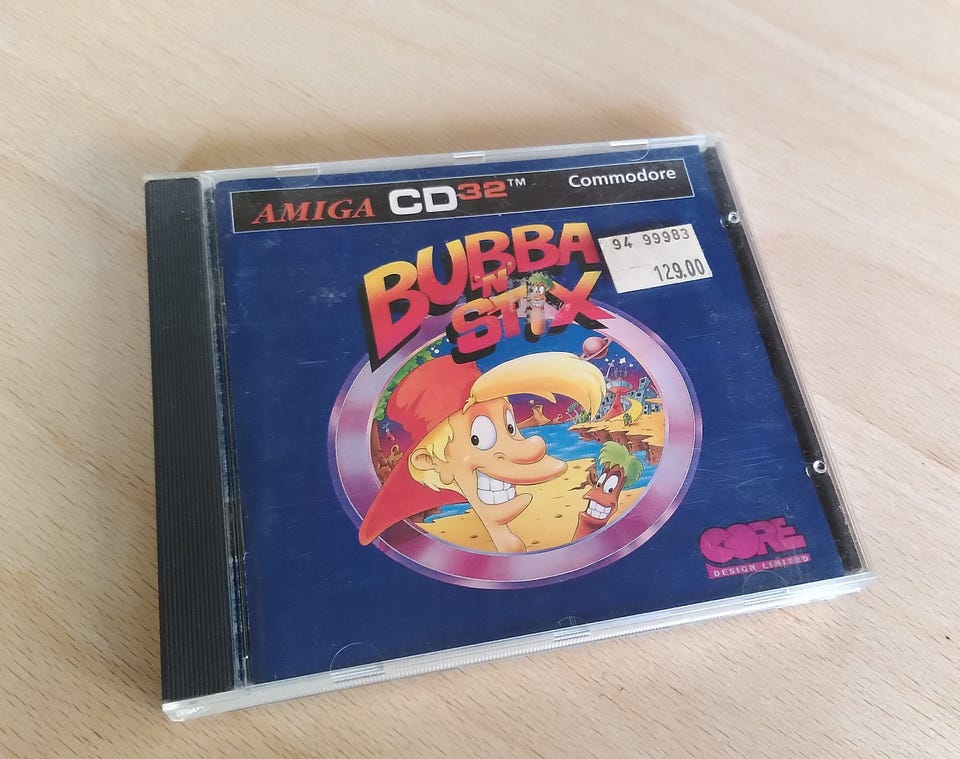 AMIGA CD32™ Commodore
BUBBA
'N'
STIX
94 99983
129.00
CORE
DESIGN LIMITED